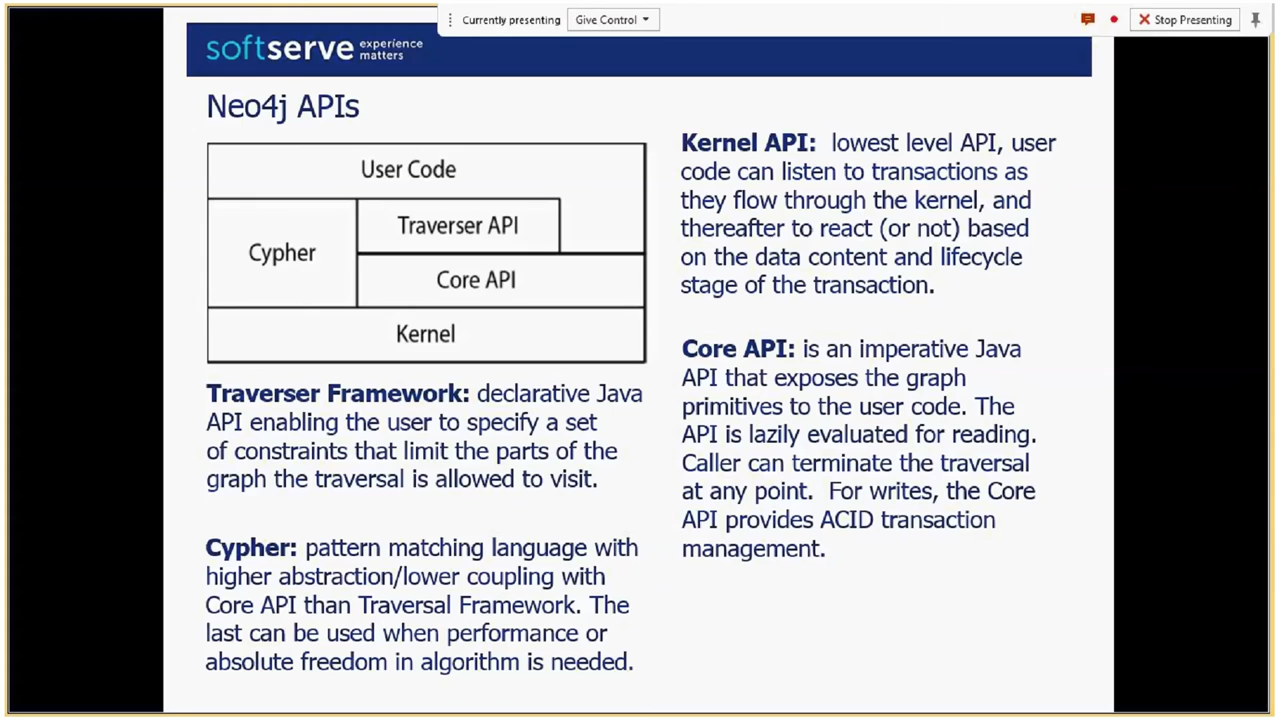 Currently presenting
Give Control
Stop Presenting
softserve experience matters
Neo4j APIs
User Code
Traverser API
Cypher
Core API
Kernel
Traverser Framework: declarative Java
API enabling the user to specify a set
of constraints that limit the parts of the
graph the traversal is allowed to visit.
Cypher: pattern matching language with
higher abstraction/lower coupling with
Core API than Traversal Framework. The
last can be used when performance or
absolute freedom in algorithm is needed.
Kernel API: lowest level API, user
code can listen to transactions as
they flow through the kernel, and
thereafter to react (or not) based
on the data content and lifecycle
stage of the transaction.
Core API: is an imperative Java
API that exposes the graph
primitives to the user code. The
API is lazily evaluated for reading.
Caller can terminate the traversal
at any point. For writes, the Core
API provides ACID transaction
management.